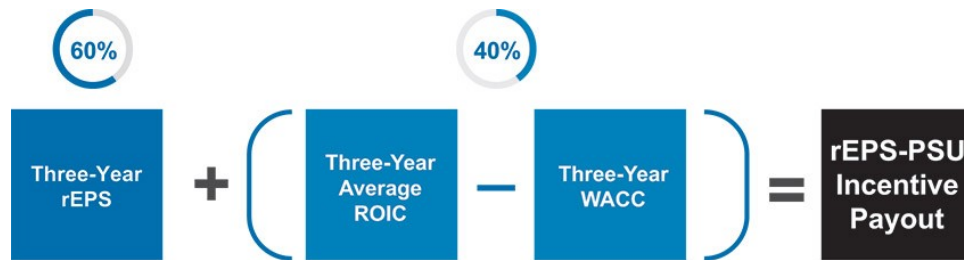 60%
40%
Three-Year
rEPS
+
(
Three-Year
Average
ROIC
–
Three-Year
WACC
)
=
rEPS-PSU
Incentive
Payout